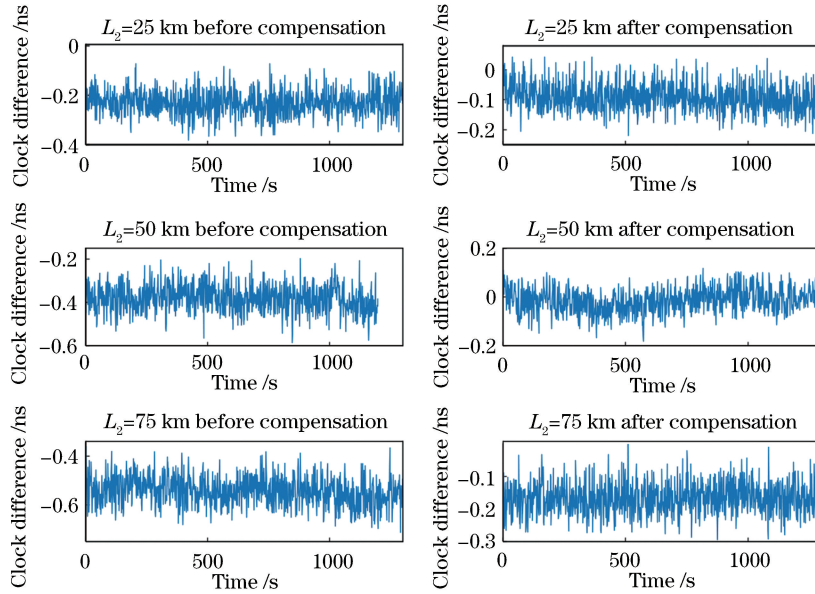 L₂=25 km before compensation
Clock difference /ns
0
−0.2
−0.4
0
500
1000
Time /s
L₂=25 km after compensation
Clock difference /ns
0
−0.1
−0.2
0
500
1000
Time /s
L₂=50 km before compensation
Clock difference /ns
−0.2
−0.4
−0.6
0
500
1000
Time /s
L₂=50 km after compensation
Clock difference /ns
0.2
0
−0.2
0
500
1000
Time /s
L₂=75 km before compensation
Clock difference /ns
−0.4
−0.6
0
500
1000
Time /s
L₂=75 km after compensation
Clock difference /ns
−0.1
−0.2
−0.3
0
500
1000
Time /s